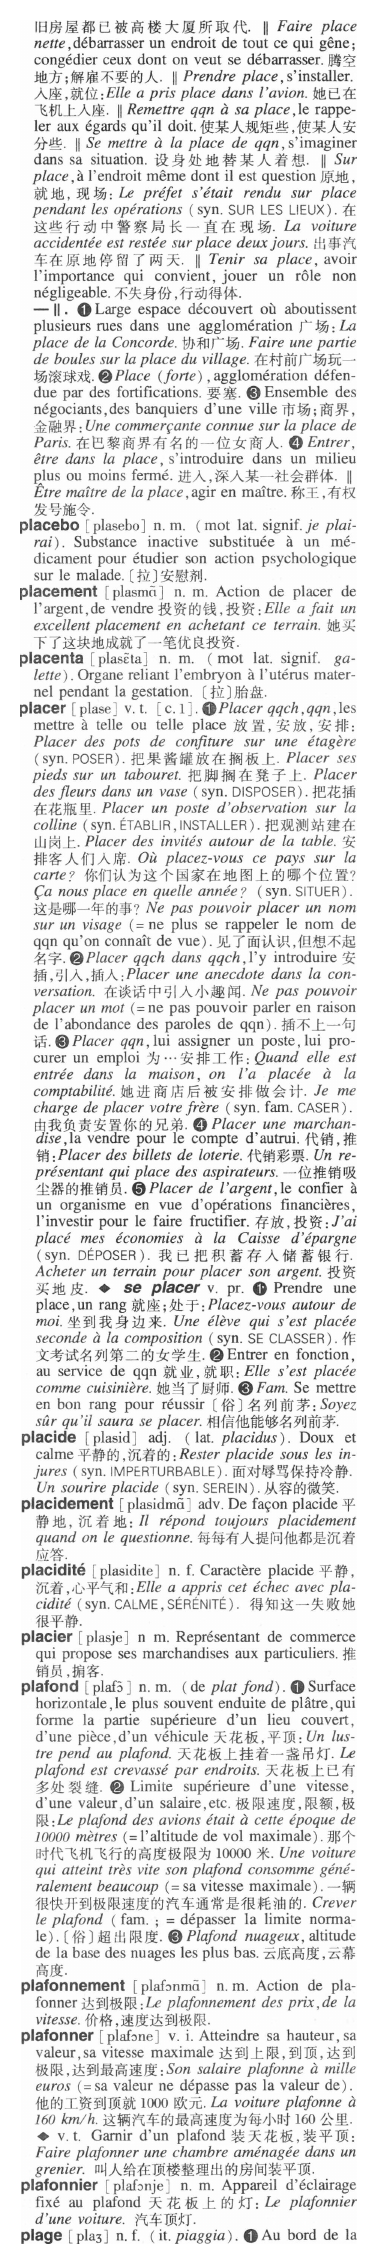 旧房屋都已被高楼大厦所取代. ‖ Faire place
nette, débarrasser un endroit de tout ce qui gêne;
congédier ceux dont on veut se débarrasser. 腾空
地方;解雇不要的人. ‖ Prendre place, s'installer.
入座,就位: Elle a pris place dans l'avion. 她已在
飞机上入座. ‖ Remettre qqn à sa place, le rappe-
ler aux égards qu'il doit. 使某人规矩些,使某人安
分些. ‖ Se mettre à la place de qqn, s'imaginer
dans sa situation. 设身处地替某人着想. ‖ Sur
place, à l'endroit même dont il est question 原地,
就地, 现场: Le préfet s'était rendu sur place
pendant les opérations (syn. SUR LES LIEUX). 在
这些行动中警察局长一直在现场. La voiture
accidentée est restée sur place deux jours. 出事汽
车在原地停留了两天. ‖ Tenir sa place, avoir
l'importance qui convient, jouer un rôle non
négligeable. 不失身份,行动得体.
— Ⅱ. ❶ Large espace découvert où aboutissent
plusieurs rues dans une agglomération 广场: La
place de la Concorde. 协和广场. Faire une partie
de boules sur la place du village. 在村前广场玩一
场滚球戏. ❷ Place (forte), agglomération défen-
due par des fortifications. 要塞. ❸ Ensemble des
négociants, des banquiers d'une ville 市场;商界,
金融界: Une commerçante connue sur la place de
Paris. 在巴黎商界有名的一位女商人. ❹ Entrer,
être dans la place, s'introduire dans un milieu
plus ou moins fermé. 进入,深入某一社会群体. ‖
Être maître de la place, agir en maître. 称王,有权
发号施令.
placebo [plasebo] n. m. (mot lat. signif. je plai-
rai). Substance inactive substituée à un mé-
dicament pour étudier son action psychologique
sur le malade. [拉]安慰剂.
placement [plasmɑ̃] n. m. Action de placer de
l'argent, de vendre 投资的钱,投资: Elle a fait un
excellent placement en achetant ce terrain. 她买
下了这块地成就了一笔优良投资.
placenta [plasɛ̃ta] n. m. (mot lat. signif. ga-
lette). Organe reliant l'embryon à l'utérus mater-
nel pendant la gestation. [拉]胎盘.
placer [plase] v. t. [c. 1]. ❶ Placer qqch, qqn, les
mettre à telle ou telle place 放置,安放,安排:
Placer des pots de confiture sur une étagère
(syn. POSER). 把果酱罐放在搁板上. Placer ses
pieds sur un tabouret. 把脚搁在凳子上. Placer
des fleurs dans un vase (syn. DISPOSER). 把花插
在花瓶里. Placer un poste d'observation sur la
colline (syn. ÉTABLIR, INSTALLER). 把观测站建在
山岗上. Placer des invités autour de la table. 安
排客人们入席. Où placez-vous ce pays sur la
carte? 你们认为这个国家在地图上的哪个位置?
Ça nous place en quelle année? (syn. SITUER).
这是哪一年的事? Ne pas pouvoir placer un nom
sur un visage (= ne plus se rappeler le nom de
qqn qu'on connaît de vue). 见了面认识,但想不起
名字. ❷ Placer qqch dans qqch, l'y introduire 安
插,引入,插入: Placer une anecdote dans la con-
versation. 在谈话中引入小趣闻. Ne pas pouvoir
placer un mot (= ne pas pouvoir parler en raison
de l'abondance des paroles de qqn). 插不上一句
话. ❸ Placer qqn, lui assigner un poste, lui pro-
curer un emploi 为…安排工作: Quand elle est
entrée dans la maison, on l'a placée à la
comptabilité. 她进商店后被安排做会计. Je me
charge de placer votre frère (syn. fam. CASER).
由我负责安置你的兄弟. ❹ Placer une marchan-
dise, la vendre pour le compte d'autrui. 代销,推
销: Placer des billets de loterie. 代销彩票. Un re-
présentant qui place des aspirateurs. 一位推销吸
尘器的推销员. ❺ Placer de l'argent, le confier à
un organisme en vue d'opérations financières,
l'investir pour le faire fructifier. 存放,投资: J'ai
placé mes économies à la Caisse d'épargne
(syn. DÉPOSER). 我已把积蓄存入储蓄银行.
Acheter un terrain pour placer son argent. 投资
买地皮. ◆ se placer v. pr. ❶ Prendre une
place, un rang 就座;处于: Placez-vous autour de
moi. 坐到我身边来. Une élève qui s'est placée
seconde à la composition (syn. SE CLASSER). 作
文考试名列第二的女学生. ❷ Entrer en fonction,
au service de qqn 就业,就职: Elle s'est placée
comme cuisinière. 她当了厨师. ❸ Fam. Se mettre
en bon rang pour réussir [俗]名列前茅: Soyez
sûr qu'il saura se placer. 相信他能够名列前茅.
placide [plasid] adj. (lat. placidus). Doux et
calme 平静的,沉着的: Rester placide sous les in-
jures (syn. IMPERTURBABLE). 面对辱骂保持冷静.
Un sourire placide (syn. SEREIN). 从容的微笑.
placidement [plasidmɑ̃] adv. De façon placide 平
静地, 沉着地: Il répond toujours placidement
quand on le questionne. 每每有人提问他都是沉着
应答.
placidité [plasidite] n. f. Caractère placide 平静,
沉着,心平气和: Elle a appris cet échec avec pla-
cidité (syn. CALME, SÉRÉNITÉ). 得知这一失败她
很平静.
placier [plasje] n m. Représentant de commerce
qui propose ses marchandises aux particuliers. 推
销员,掮客.
plafond [plafɔ̃] n. m. (de plat fond). ❶ Surface
horizontale, le plus souvent enduite de plâtre, qui
forme la partie supérieure d'un lieu couvert,
d'une pièce, d'un véhicule 天花板,平顶: Un lus-
tre pend au plafond. 天花板上挂着一盏吊灯. Le
plafond est crevassé par endroits. 天花板上已有
多处裂缝. ❷ Limite supérieure d'une vitesse,
d'une valeur, d'un salaire, etc. 极限速度,限额,极
限: Le plafond des avions était à cette époque de
10000 mètres (= l'altitude de vol maximale). 那个
时代飞机飞行的高度极限为 10000 米. Une voiture
qui atteint très vite son plafond consomme géné-
ralement beaucoup (= sa vitesse maximale). 一辆
很快开到极限速度的汽车通常是很耗油的. Crever
le plafond (fam. ; = dépasser la limite norma-
le). [俗]超出限度. ❸ Plafond nuageux, altitude
de la base des nuages les plus bas. 云底高度,云幕
高度.
plafonnement [plafɔnmɑ̃] n. m. Action de pla-
fonner 达到极限: Le plafonnement des prix, de la
vitesse. 价格,速度达到极限.
plafonner [plafɔne] v. i. Atteindre sa hauteur, sa
valeur, sa vitesse maximale 达到上限,到顶,达到
极限,达到最高速度: Son salaire plafonne à mille
euros (= sa valeur ne dépasse pas la valeur de).
他的工资到顶就 1000 欧元. La voiture plafonne à
160 km/h. 这辆汽车的最高速度为每小时 160 公里.
◆ v. t. Garnir d'un plafond 装天花板,装平顶:
Faire plafonner une chambre aménagée dans un
grenier. 叫人给在顶楼整理出的房间装平顶.
plafonnier [plafɔnje] n. m. Appareil d'éclairage
fixé au plafond 天花板上的灯: Le plafonnier
d'une voiture. 汽车顶灯.
plage [plaʒ] n. f. (it. piaggia). ❶ Au bord de la